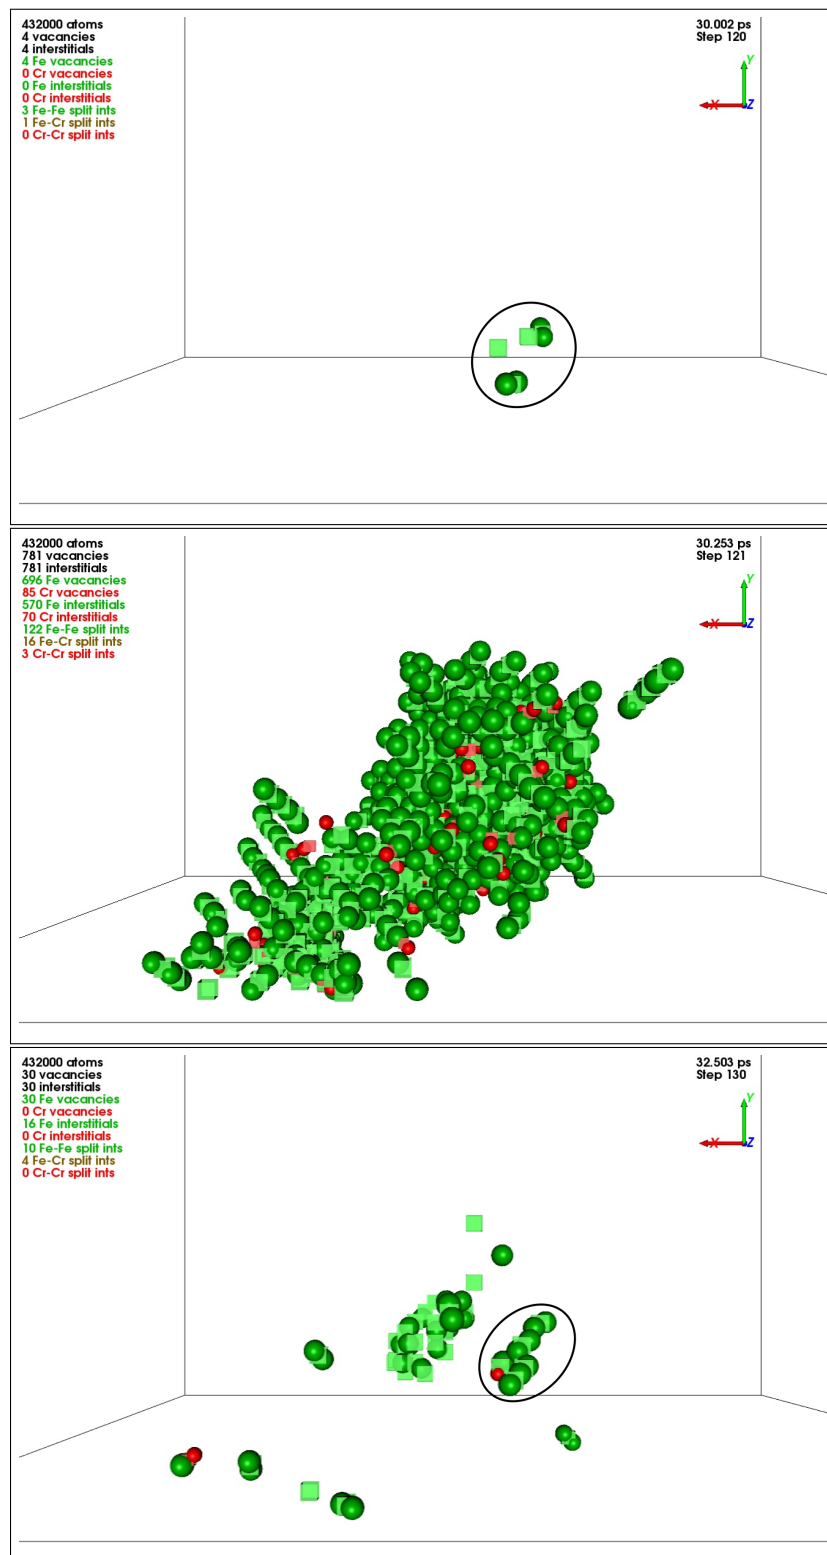 432000 atoms
4 vacancies
4 interstitials
4 Fe vacancies
0 Cr vacancies
0 Fe interstitials
0 Cr interstitials
3 Fe-Fe split ints
1 Fe-Cr split ints
0 Cr-Cr split ints
30.002 ps
Step 120
Y
X
Z
432000 atoms
781 vacancies
781 interstitials
696 Fe vacancies
85 Cr vacancies
570 Fe interstitials
70 Cr interstitials
122 Fe-Fe split ints
16 Fe-Cr split ints
3 Cr-Cr split ints
30.253 ps
Step 121
Y
X
Z
432000 atoms
30 vacancies
30 interstitials
30 Fe vacancies
0 Cr vacancies
16 Fe interstitials
0 Cr interstitials
10 Fe-Fe split ints
4 Fe-Cr split ints
0 Cr-Cr split ints
32.503 ps
Step 130
Y
X
Z